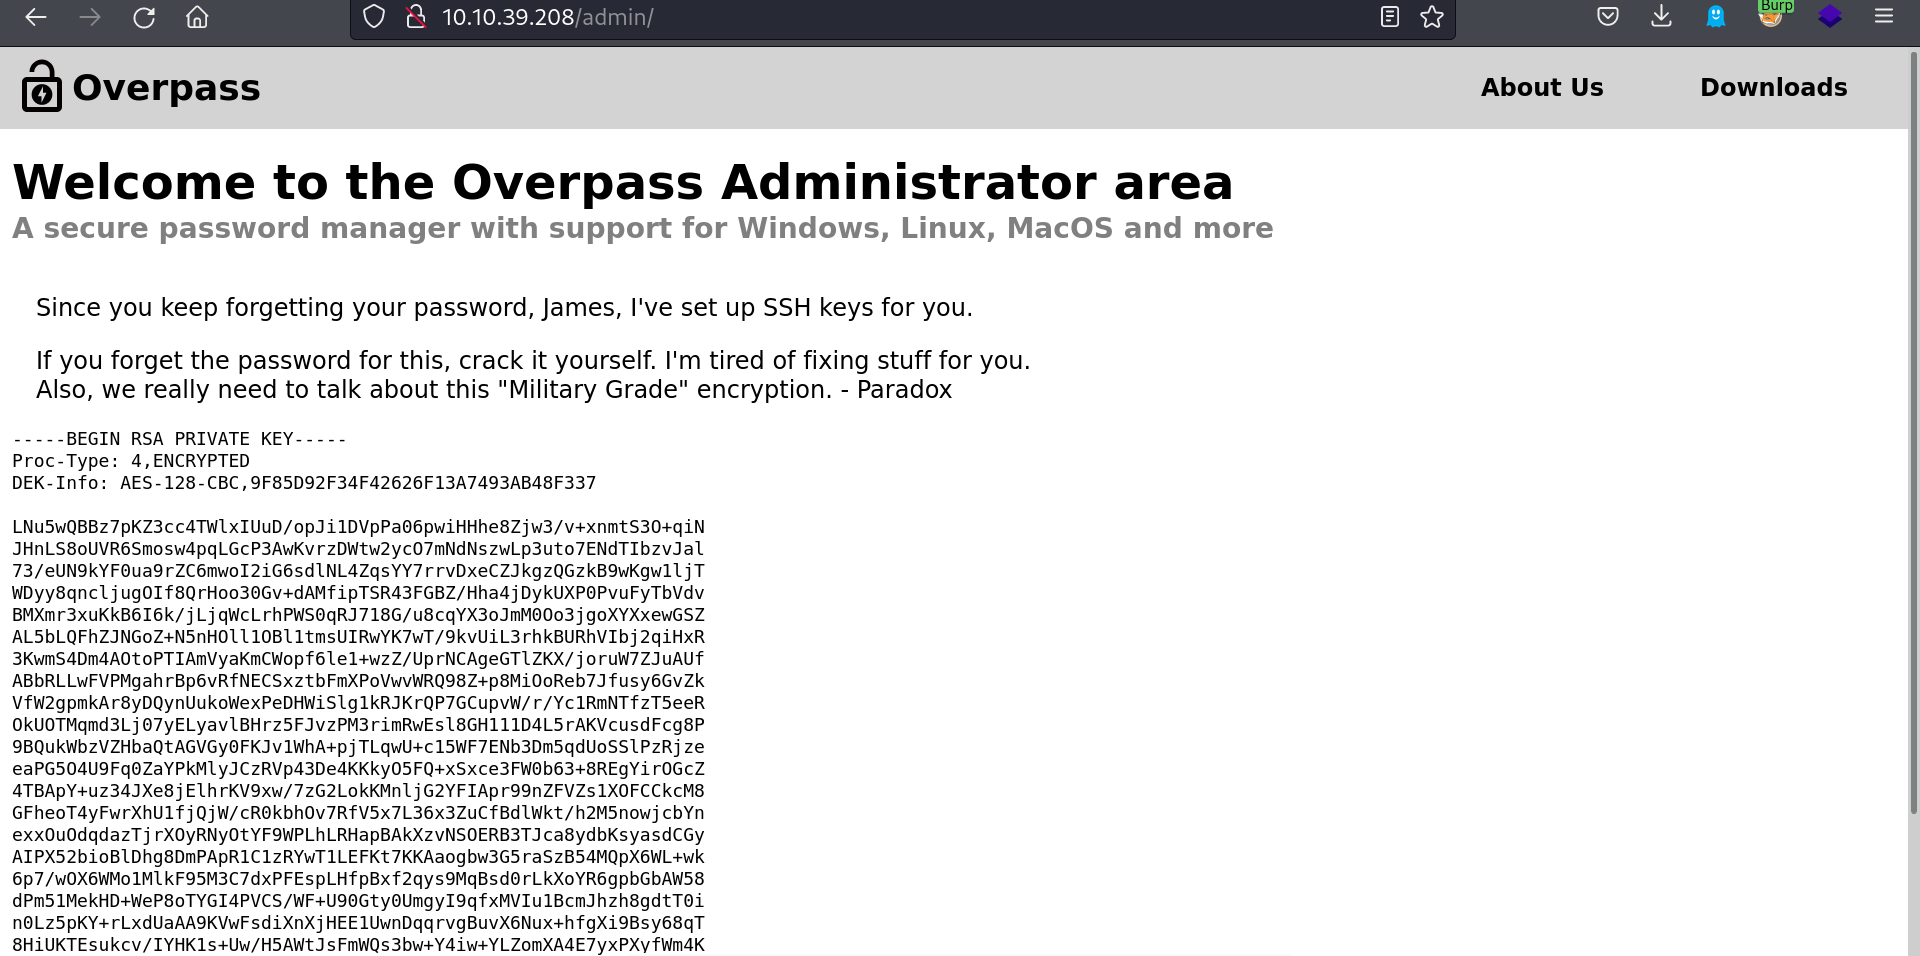 10.10.39.208/admin/
Burp
Overpass
About Us
Downloads
Welcome to the Overpass Administrator area
A secure password manager with support for Windows, Linux, MacOS and more
Since you keep forgetting your password, James, I've set up SSH keys for you.
If you forget the password for this, crack it yourself. I'm tired of fixing stuff for you.
Also, we really need to talk about this "Military Grade" encryption. - Paradox
-----BEGIN RSA PRIVATE KEY-----
Proc-Type: 4,ENCRYPTED
DEK-Info: AES-128-CBC,9F85D92F34F42626F13A7493AB48F337
LNu5wQBBz7pKZ3cc4TWlxIUuD/opJi1DVpPa06pwiHHhe8Zjw3/v+xnmtS3O+qiN
JHnLS8oUVR6Smosw4pqLGcP3AwKvrzDWtw2ycO7mNdNszwLp3uto7ENdTIbzvJal
73/eUN9kYF0ua9rZC6mwoI2iG6sdlNL4ZqsYY7rrvDxeCZJkgzQGzkB9wKgw1ljT
WDyy8qncljugOIf8QrHoo30Gv+dAMfipTSR43FGBZ/Hha4jDykUXP0PvuFyTbVdv
BMXmr3xuKkB6I6k/jLjqWcLrhPWS0qRJ718G/u8cqYX3oJmM0Oo3jgoXYXxewGSZ
AL5bLQFhZJNGoZ+N5nHOll1OBl1tmsUIRwYK7wT/9kvUiL3rhkBURhVIbj2qiHxR
3KwmS4Dm4AOtoPTIAmVyaKmCWopf6le1+wzZ/UprNCAgeGTlZKX/joruW7ZJuAUf
ABbRLLwFVPMgahrBp6vRfNECSxztbFmXPoVwvWRQ98Z+p8MiOoReb7Jfusy6GvZk
VfW2gpmkAr8yDQynUukoWexPeDHWiSlg1kRJKrQP7GCupvW/r/Yc1RmNTfzT5eeR
OkUOTMqmd3Lj07yELyavlBHrz5FJvzPM3rimRwEsl8GH111D4L5rAKVcusdFcg8P
9BQukWbzVZHbaQtAGVGy0FKJv1WhA+pjTLqwU+c15WF7ENb3Dm5qdUoSSlPzRjze
eaPG5O4U9Fq0ZaYPkMlyJCzRVp43De4KKkyO5FQ+xSxce3FW0b63+8REgYirOGcZ
4TBApY+uz34JXe8jElhrKV9xw/7zG2LokKMnljG2YFIApr99nZFVZs1XOFCCkcM8
GFheoT4yFwrXhU1fjQjW/cR0kbhOv7RfV5x7L36x3ZuCfBdlWkt/h2M5nowjcbYn
exxOuOdqdazTjrXOyRNyOtYF9WPLhLRHapBAkXzvNSOERB3TJca8ydbKsyasdCGy
AIPX52bioBlDhg8DmPApR1C1zRYwT1LEFKt7KKAaogbw3G5raSzB54MQpX6WL+wk
6p7/wOX6WMo1MlkF95M3C7dxPFEspLHfpBxf2qys9MqBsd0rLkXoYR6gpbGbAW58
dPm51MekHD+WeP8oTYGI4PVCS/WF+U90Gty0UmgyI9qfxMVIu1BcmJhzh8gdtT0i
n0Lz5pKY+rLxdUaAA9KVwFsdiXnXjHEE1UwnDqqrvgBuvX6Nux+hfgXi9Bsy68qT
8HiUKTEsukcv/IYHK1s+Uw/H5AWtJsFmWQs3bw+Y4iw+YLZomXA4E7yxPXyfWm4K